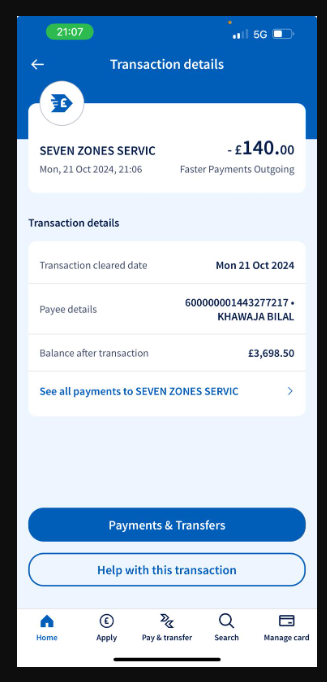 21:07
5G
Transaction details
£
SEVEN ZONES SERVIC
- £140.00
Mon, 21 Oct 2024, 21:06
Faster Payments Outgoing
Transaction details
Transaction cleared date
Mon 21 Oct 2024
Payee details
600000001443277217 •
KHAWAJA BILAL
Balance after transaction
£3,698.50
See all payments to SEVEN ZONES SERVIC
Payments & Transfers
Help with this transaction
£
Home
Apply
Pay & transfer
Search
Manage card